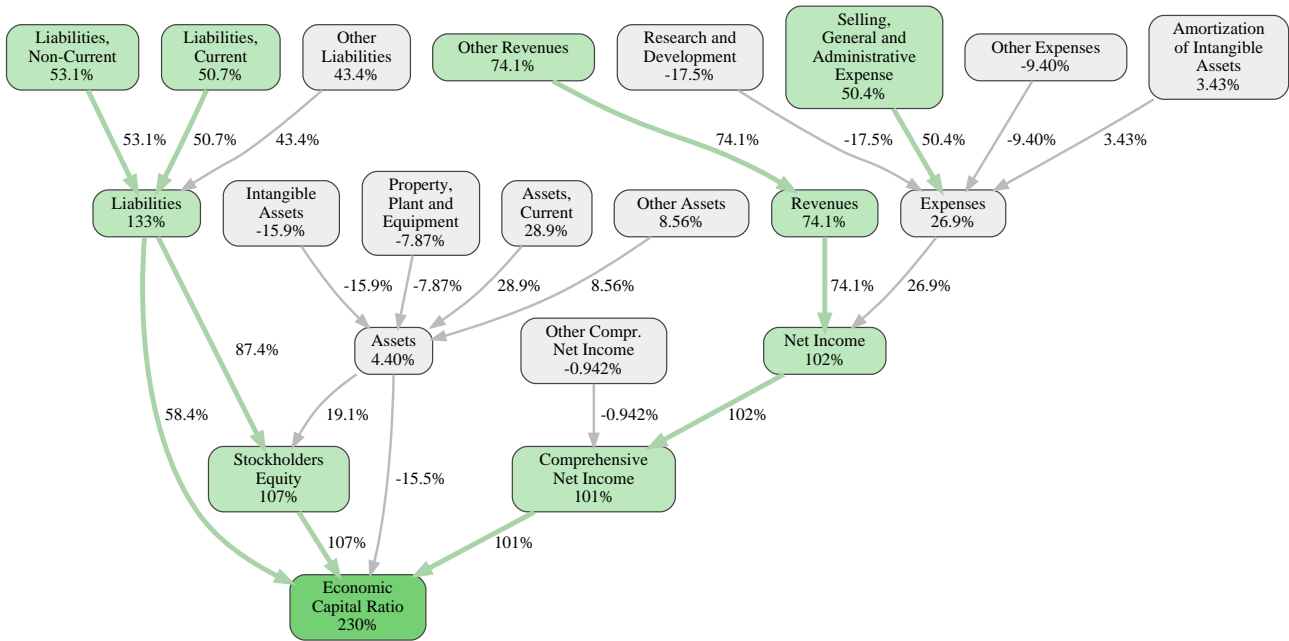 Liabilities,
Non-Current
53.1%
Liabilities,
Current
50.7%
Other
Liabilities
43.4%
Other Revenues
74.1%
Research and
Development
-17.5%
Selling,
General and
Administrative
Expense
50.4%
Other Expenses
-9.40%
Amortization
of Intangible
Assets
3.43%
53.1%
50.7%
43.4%
74.1%
-17.5%
50.4%
-9.40%
3.43%
Liabilities
133%
Intangible
Assets
-15.9%
Property,
Plant and
Equipment
-7.87%
Assets,
Current
28.9%
Other Assets
8.56%
Revenues
74.1%
Expenses
26.9%
-15.9%
-7.87%
28.9%
8.56%
74.1%
26.9%
87.4%
Assets
4.40%
Other Compr.
Net Income
-0.942%
Net Income
102%
58.4%
19.1%
-0.942%
102%
Stockholders
Equity
107%
-15.5%
Comprehensive
Net Income
101%
107%
101%
Economic
Capital Ratio
230%